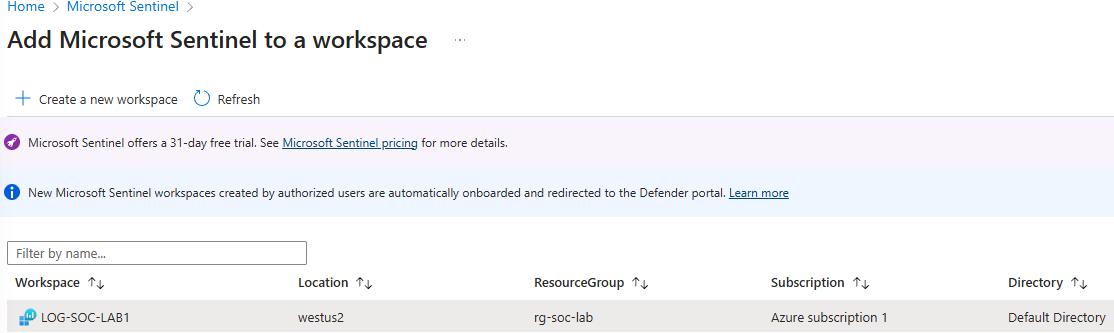 Home > Microsoft Sentinel >
Add Microsoft Sentinel to a workspace ...
+ Create a new workspace Refresh
Microsoft Sentinel offers a 31-day free trial. See Microsoft Sentinel pricing for more details.
New Microsoft Sentinel workspaces created by authorized users are automatically onboarded and redirected to the Defender portal. Learn more
Filter by name...
Workspace ↑↓ Location ↑↓ ResourceGroup ↑↓ Subscription ↑↓ Directory ↑↓
LOG-SOC-LAB1 westus2 rg-soc-lab Azure subscription 1 Default Directory